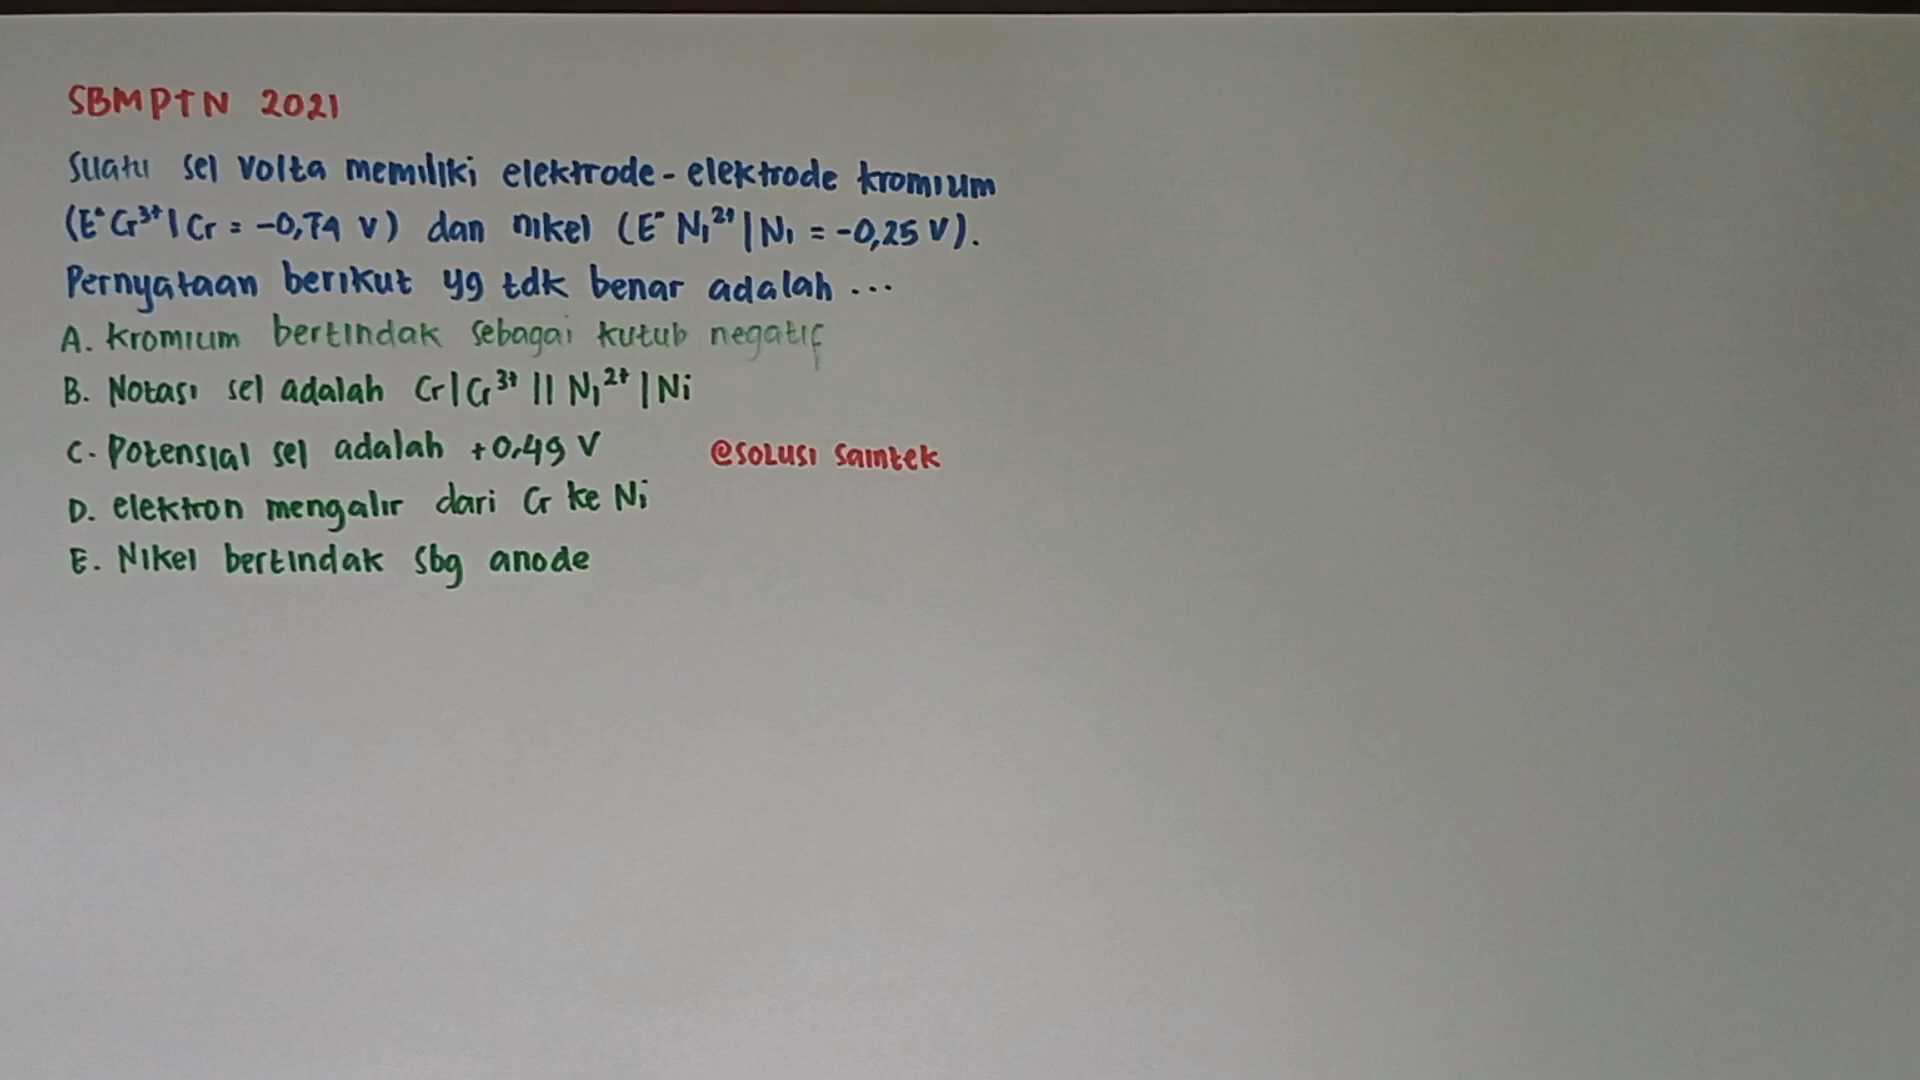 SBMPTN 2021
Suatu sel volta memiliki elektrode-elektrode kromium
(E° Cr³⁺ | Cr = -0,74 V) dan nikel (E° Ni²⁺ | Ni = -0,25 V).
Pernyataan berikut yg tdk benar adalah ...
A. kromium bertindak sebagai kutub negatif
B. Notasi sel adalah Cr | Cr³⁺ || Ni²⁺ | Ni
C. Potensial sel adalah +0,49 V
@solusi saintek
D. elektron mengalir dari Cr ke Ni
E. Nikel bertindak sbg anode